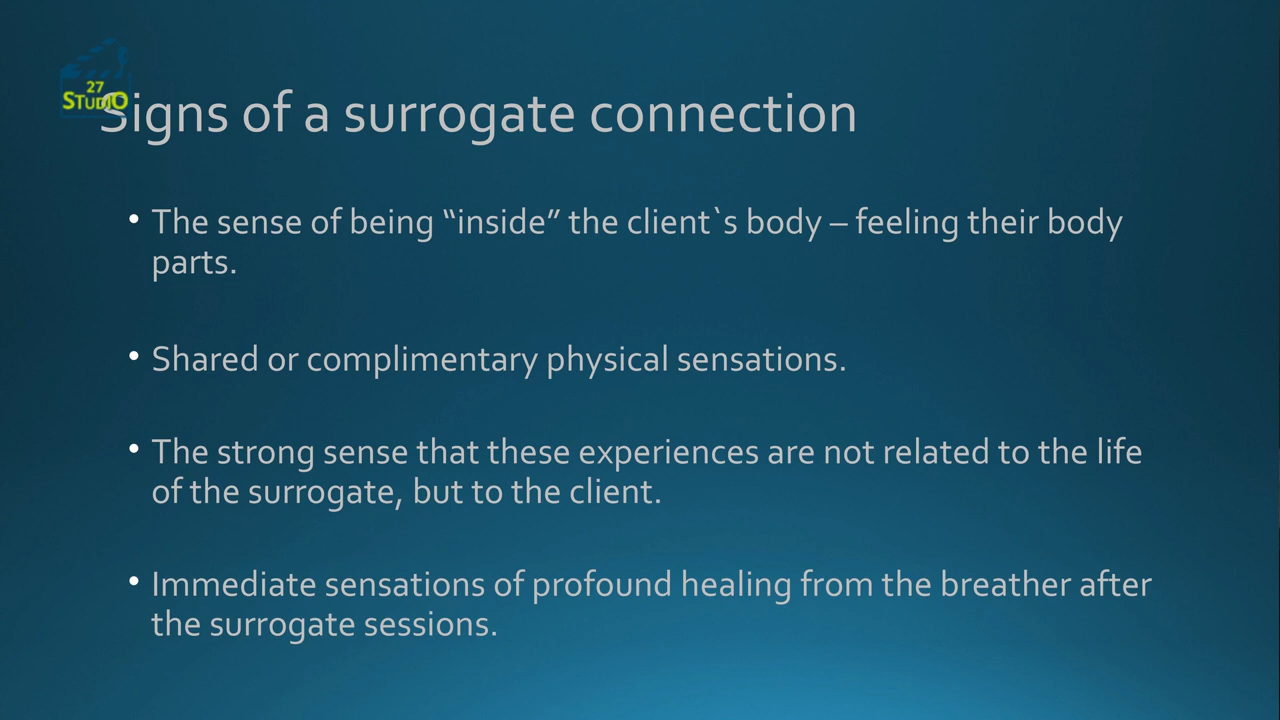 27
STUDIO
Signs of a surrogate connection
• The sense of being “inside” the client`s body – feeling their body
parts.
• Shared or complimentary physical sensations.
• The strong sense that these experiences are not related to the life
of the surrogate, but to the client.
• Immediate sensations of profound healing from the breather after
the surrogate sessions.